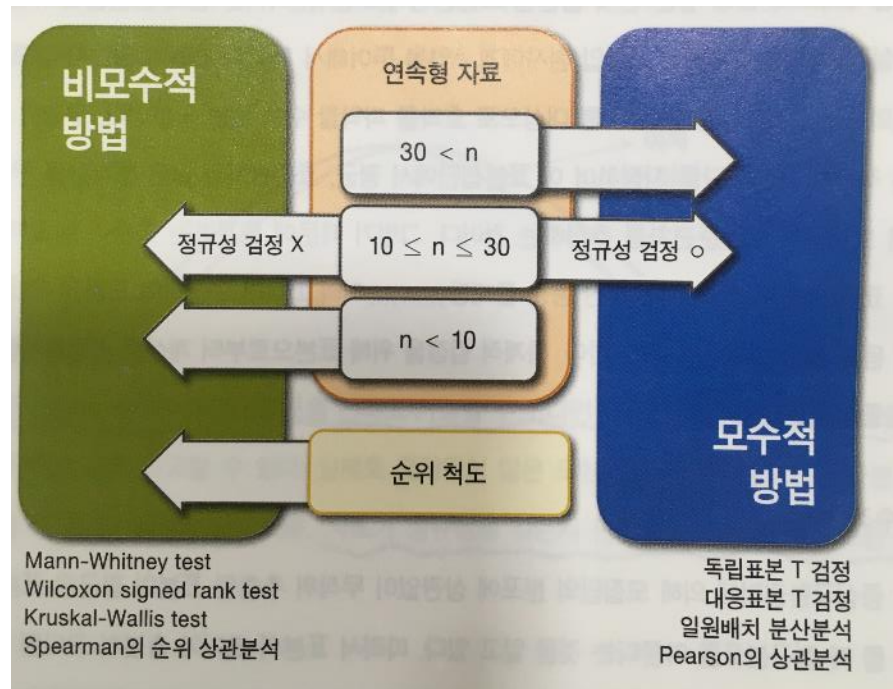 비모수적
방법
연속형 자료
30 < n
정규성 검정 X
10 ≤ n ≤ 30
정규성 검정 ○
n < 10
순위 척도
모수적
방법
Mann-Whitney test
Wilcoxon signed rank test
Kruskal-Wallis test
Spearman의 순위 상관분석
독립표본 T 검정
대응표본 T 검정
일원배치 분산분석
Pearson의 상관분석